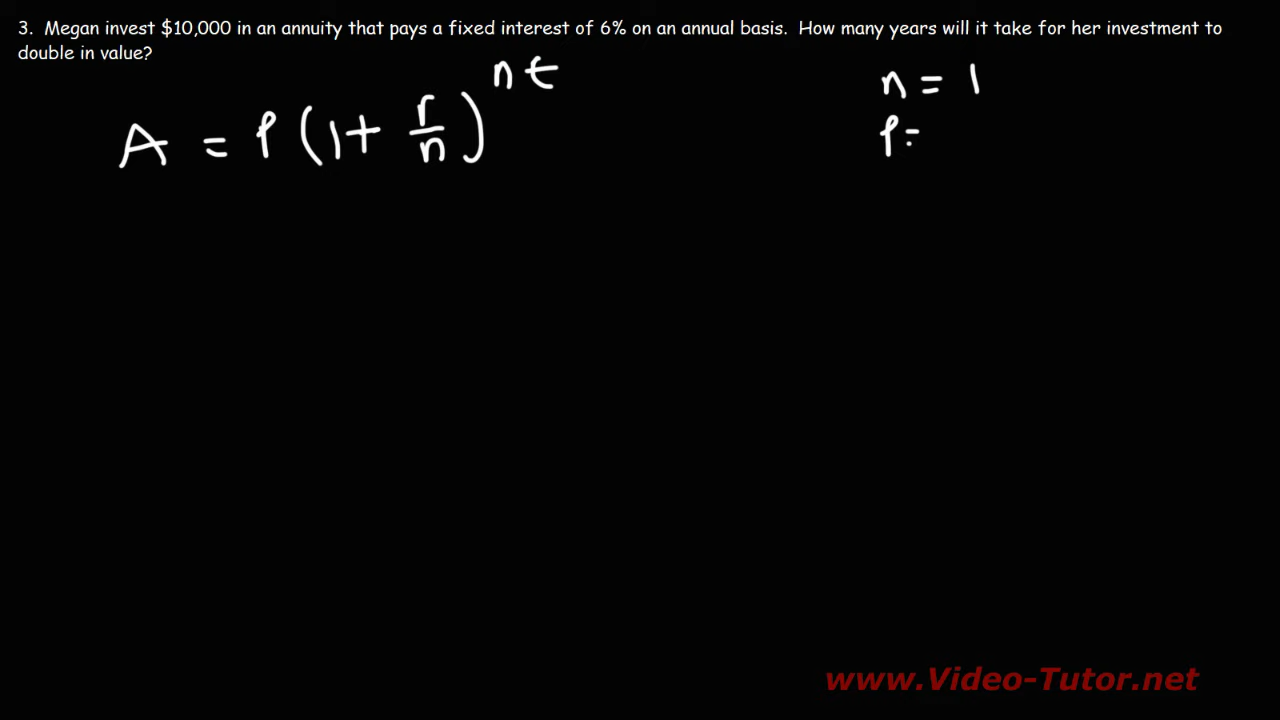 3. Megan invest $10,000 in an annuity that pays a fixed interest of 6% on an annual basis. How many years will it take for her investment to
double in value?
A = P(1+ r/n)^nt
n = 1
P=
www.Video-Tutor.net